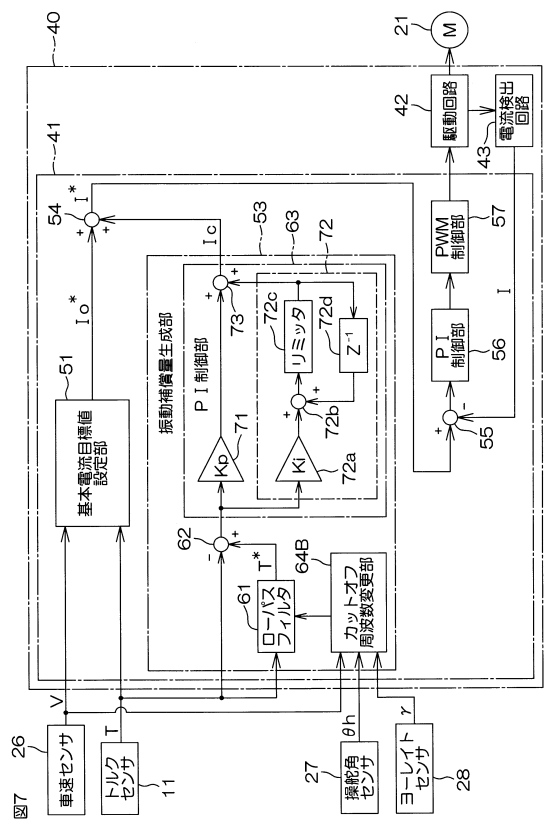 図7
26
車速センサ
V
トルク
センサ
T
11
51
基本電流目標値
設定部
Io*
54
+
+
I*
41
40
振動補償量生成部
53
PI制御部
63
62
-
+
Kp
71
Ic
+
+
73
72
Ki
72a
+
+
72b
72c
リミッタ
72d
Z⁻¹
61
ローパス
フィルタ
T*
64B
カットオフ
周波数変更部
27
操舵角
センサ
θh
ヨーレイト
センサ
28
γ
+
-
55
PI
制御部
56
PWM
制御部
57
I
42
駆動回路
43
電流検出
回路
21
M